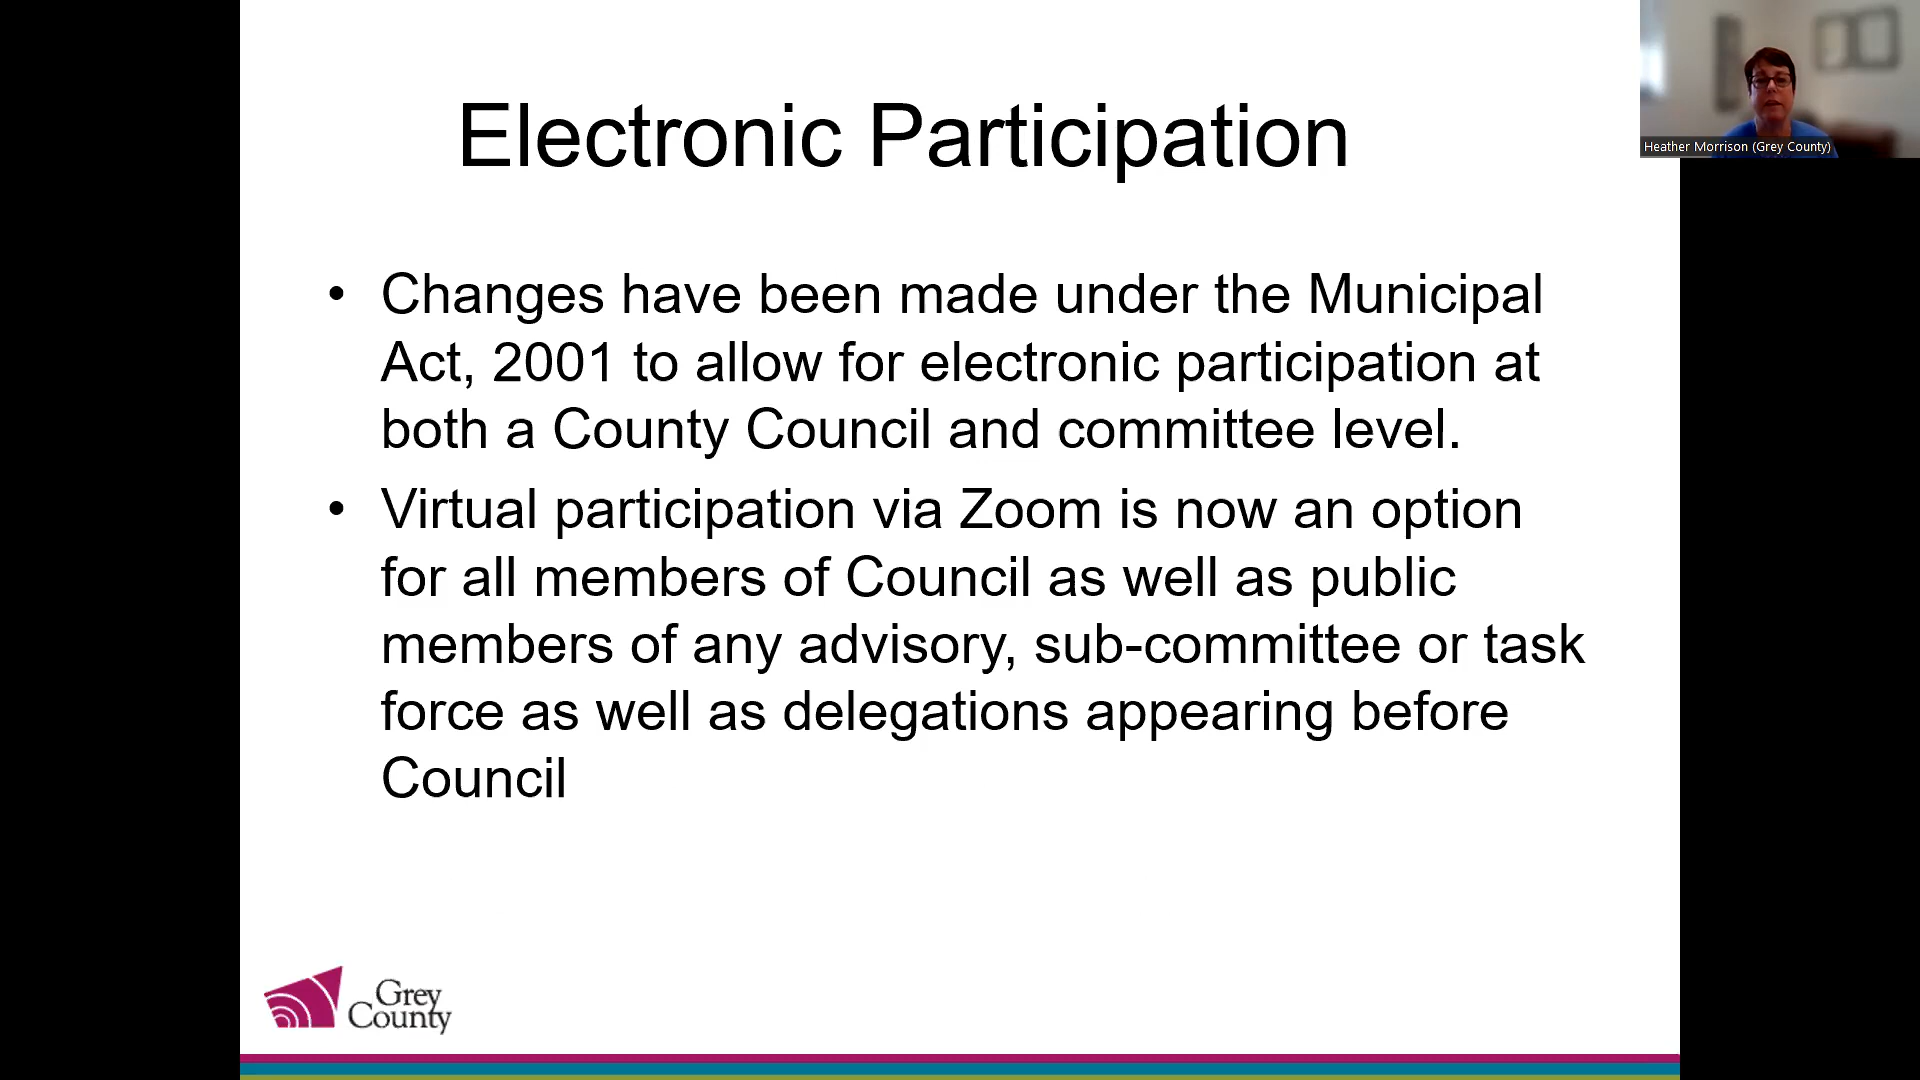 Electronic Participation
• Changes have been made under the Municipal
Act, 2001 to allow for electronic participation at
both a County Council and committee level.
• Virtual participation via Zoom is now an option
for all members of Council as well as public
members of any advisory, sub-committee or task
force as well as delegations appearing before
Council
Heather Morrison (Grey County)
Grey
County